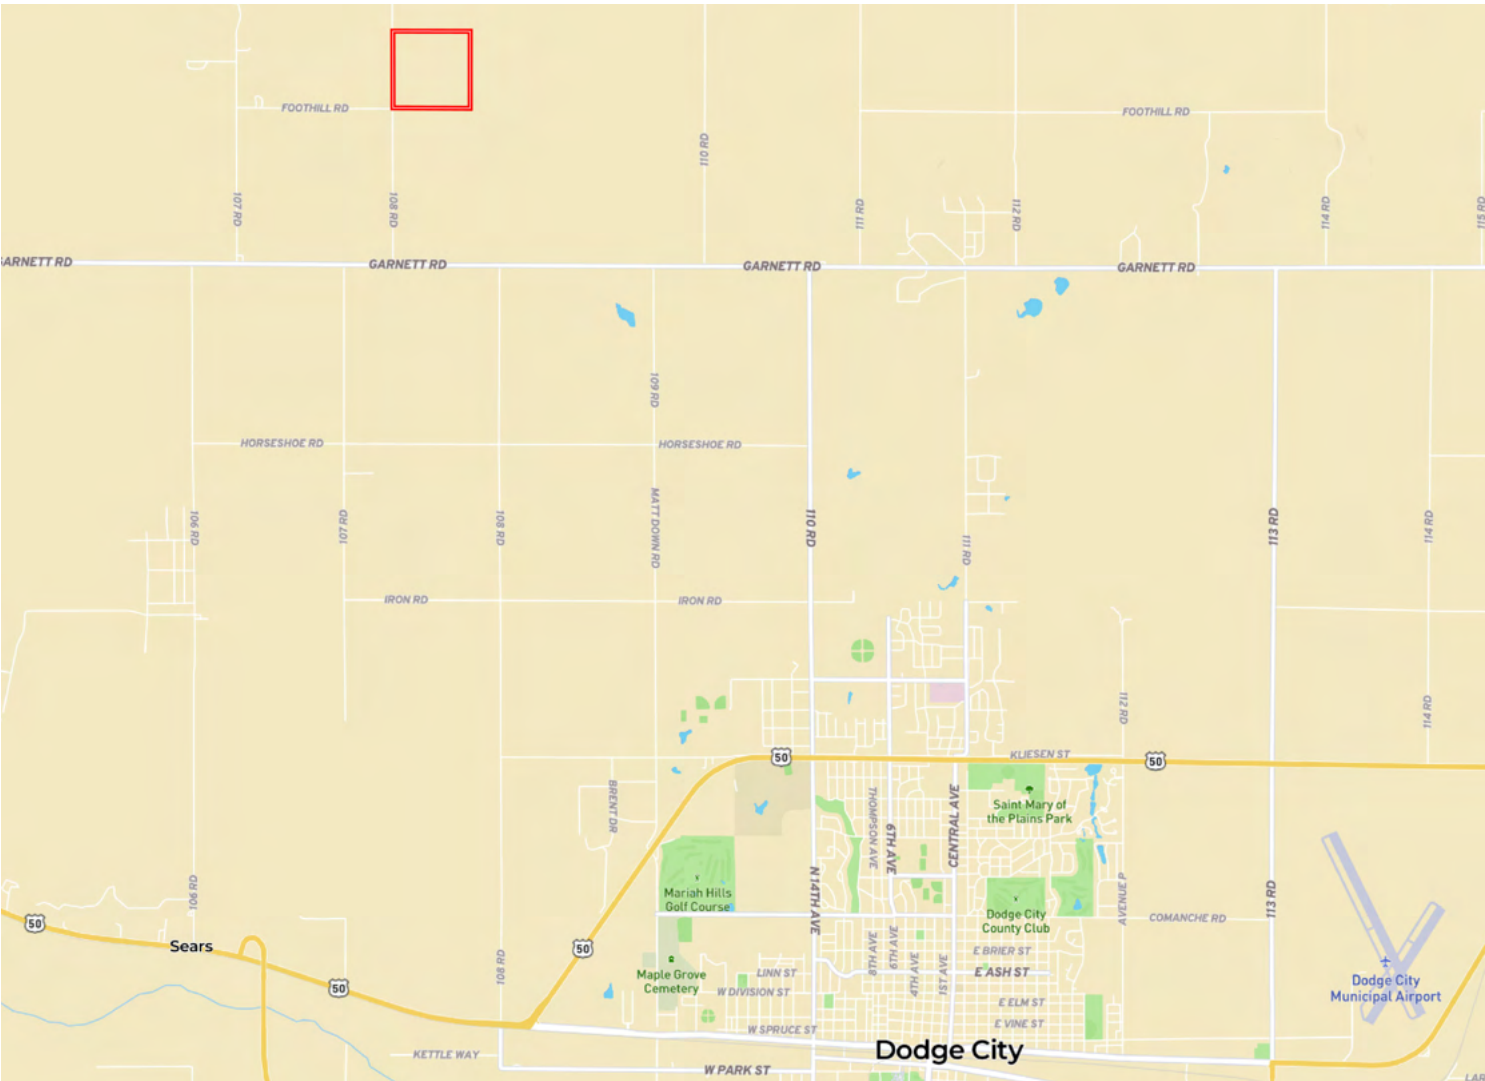 FOOTHILL RD
FOOTHILL RD
110 RD
107 RD
108 RD
111 RD
112 RD
114 RD
115 RD
GARNETT RD
GARNETT RD
GARNETT RD
109 RD
HORSESHOE RD
HORSESHOE RD
106 RD
107 RD
108 RD
MATT DOWN RD
110 RD
111 RD
113 RD
114 RD
IRON RD
IRON RD
112 RD
114 RD
50
KLIESEN ST
50
BRENT DR
THOMPSON AVE
6TH AVE
CENTRAL AVE
Saint Mary of
the Plains Park
106 RD
Mariah Hills
Golf Course
N 14TH AVE
Dodge City
County Club
AVENUE P
COMANCHE RD
113 RD
50
Sears
50
50
108 RD
Maple Grove
Cemetery
LINN ST
W DIVISION ST
8TH AVE
6TH AVE
4TH AVE
1ST AVE
E BRIER ST
E ASH ST
E ELM ST
E VINE ST
Dodge City
Municipal Airport
W SPRUCE ST
KETTLE WAY
W PARK ST
Dodge City